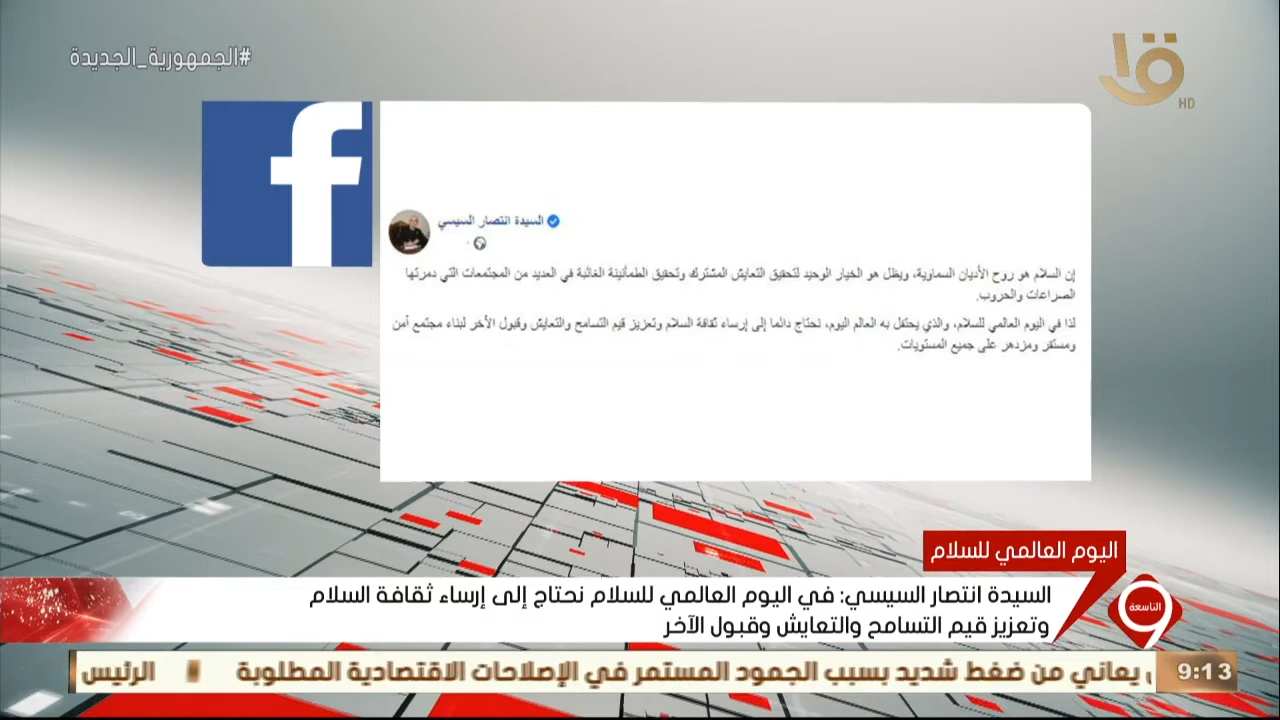 #الجمهورية_الجديدة
HD
السيدة انتصار السيسي
إن السلام هو روح الأديان السماوية، ويظل هو الخيار الوحيد لتحقيق التعايش المشترك وتحقيق الطمأنينة الغائبة في العديد من المجتمعات التي دمرتها
الصراعات والحروب.
لذا في اليوم العالمي للسلام، والذي يحتفل به العالم اليوم، نحتاج دائما إلى إرساء ثقافة السلام وتعزيز قيم التسامح والتعايش وقبول الأخر لبناء مجتمع أمن
ومستقر ومزدهر على جميع المستويات.
اليوم العالمي للسلام
السيدة انتصار السيسي: في اليوم العالمي للسلام نحتاج إلى إرساء ثقافة السلام
وتعزيز قيم التسامح والتعايش وقبول الآخر
التاسعة
9:13
يعاني من ضغط شديد بسبب الجمود المستمر في الإصلاحات الاقتصادية المطلوبة الرئيس